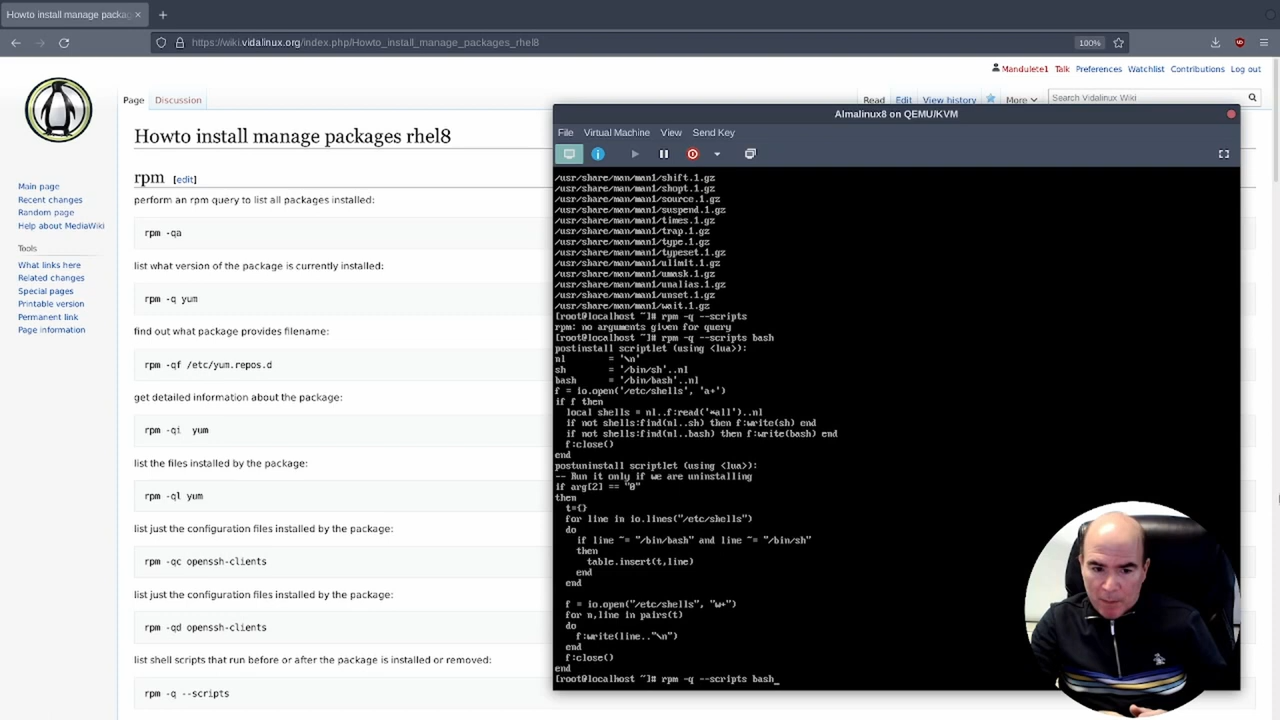 Howto install manage packag
https://wiki.vidalinux.org/index.php/Howto_install_manage_packages_rhel8
100%
Mandulete1 Talk Preferences Watchlist Contributions Log out
Page Discussion
Read Edit View history More
Search Vidalinux Wiki
Howto install manage packages rhel8
Main page
Recent changes
Random page
Help about MediaWiki
Tools
What links here
Related changes
Special pages
Printable version
Permanent link
Page information
rpm [edit]
perform an rpm query to list all packages installed:
rpm -qa
list what version of the package is currently installed:
rpm -q yum
find out what package provides filename:
rpm -qf /etc/yum.repos.d
get detailed information about the package:
rpm -qi yum
list the files installed by the package:
rpm -ql yum
list just the configuration files installed by the package:
rpm -qc openssh-clients
list just the configuration files installed by the package:
rpm -qd openssh-clients
list shell scripts that run before or after the package is installed or removed:
rpm -q --scripts
Almalinux8 on QEMU/KVM
File Virtual Machine View Send Key
/usr/share/man/man1/shift.1.gz
/usr/share/man/man1/shopt.1.gz
/usr/share/man/man1/source.1.gz
/usr/share/man/man1/suspend.1.gz
/usr/share/man/man1/times.1.gz
/usr/share/man/man1/trap.1.gz
/usr/share/man/man1/type.1.gz
/usr/share/man/man1/typeset.1.gz
/usr/share/man/man1/ulimit.1.gz
/usr/share/man/man1/umask.1.gz
/usr/share/man/man1/unalias.1.gz
/usr/share/man/man1/unset.1.gz
/usr/share/man/man1/wait.1.gz
[root@localhost ~]# rpm -q --scripts
rpm: no arguments given for query
[root@localhost ~]# rpm -q --scripts bash
postinstall scriptlet (using <lua>):
nl = '\n'
sh = '/bin/sh'..nl
bash = '/bin/bash'..nl
f = io.open('/etc/shells', 'a+')
if f then
local shells = nl..f:read('*all')..nl
if not shells:find(nl..sh) then f:write(sh) end
if not shells:find(nl..bash) then f:write(bash) end
f:close()
end
postuninstall scriptlet (using <lua>):
-- Run it only if we are uninstalling
if arg[2] == "0"
then
t={}
for line in io.lines("/etc/shells")
do
if line ~= "/bin/bash" and line ~= "/bin/sh"
then
table.insert(t,line)
end
end
f = io.open("/etc/shells", "w+")
for n,line in pairs(t)
do
f:write(line.."\n")
end
f:close()
end
[root@localhost ~]# rpm -q --scripts bash_